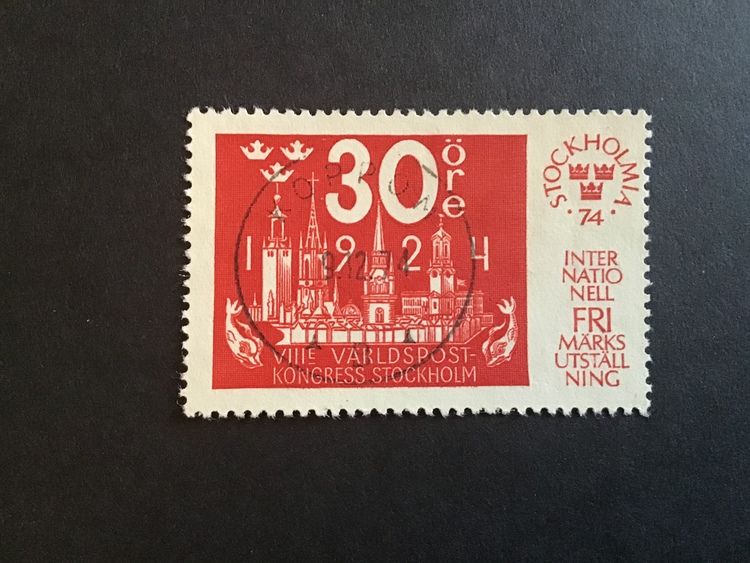 30 öre
1924
VIIIE VÄRLDSPOST-
KONGRESS STOCKHOLM
STOCKHOLMIA
74
INTER
NATIO
NELL
FRI
MÄRKS
UTSTÄLL
NING